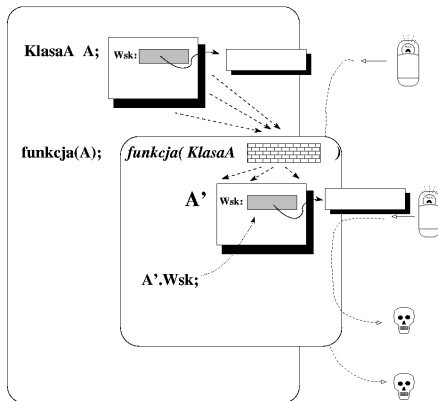 KlasaA A;
Wsk:
funkcja(A);
funkcja( KlasaA )
A'
Wsk:
A'.Wsk;